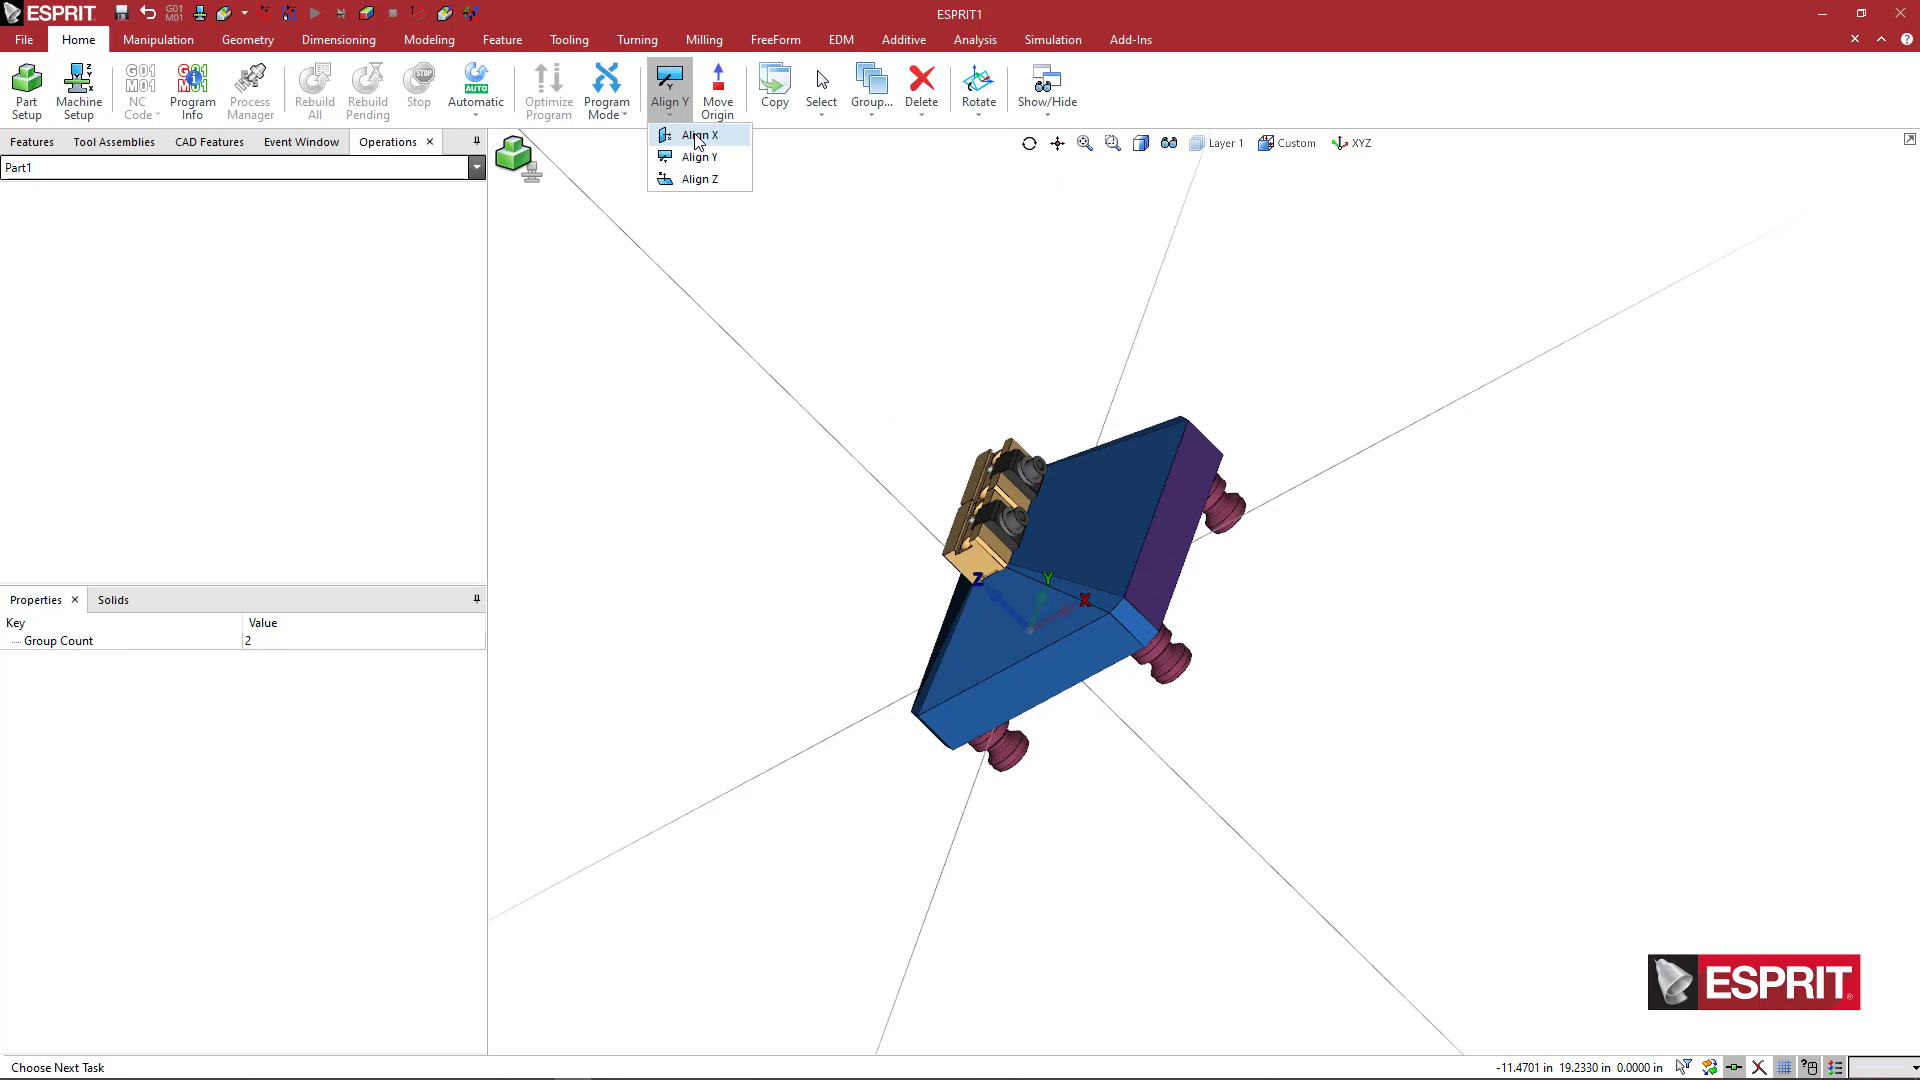 ESPRIT
G01
M01
ESPRIT1
File
Home
Manipulation
Geometry
Dimensioning
Modeling
Feature
Tooling
Turning
Milling
FreeForm
EDM
Additive
Analysis
Simulation
Add-Ins
Part
Setup
Machine
Setup
NC
Code
Program
Info
Process
Manager
Rebuild
All
Rebuild
Pending
Stop
Automatic
Optimize
Program
Program
Mode
Align Y
Move
Origin
Copy
Select
Group...
Delete
Rotate
Show/Hide
Align X
Align Y
Align Z
Features
Tool Assemblies
CAD Features
Event Window
Operations
Part1
Layer 1
Custom
XYZ
Z
Y
X
Properties
Solids
Key
Value
Group Count
2
ESPRIT
Choose Next Task
-11.4701 in 19.2330 in 0.0000 in